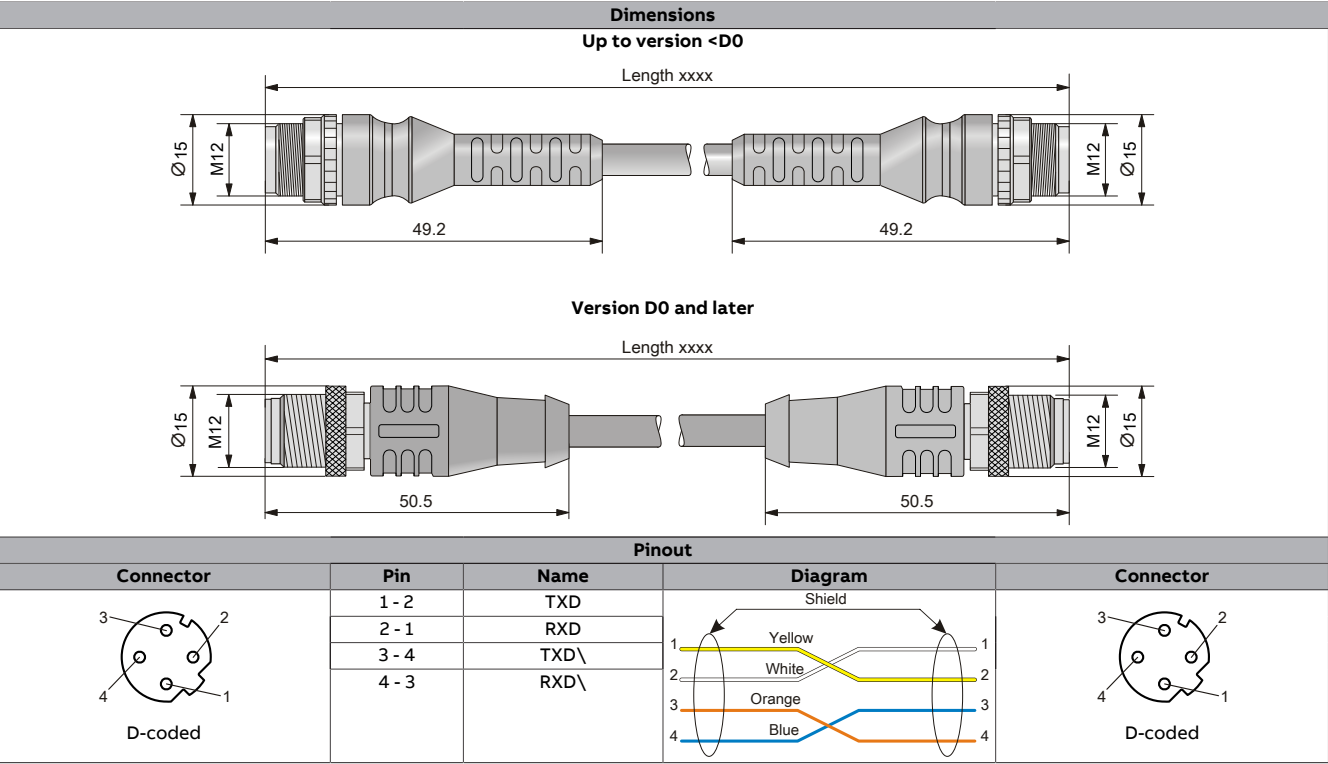 Dimensions
Up to version <D0
Length xxxx
Ø15
M12
M12
Ø15
49.2
49.2
Version D0 and later
Length xxxx
Ø15
M12
M12
Ø15
50.5
50.5
Pinout
Connector Pin Name Diagram Connector
3 2
4 1
D-coded
1 - 2 TXD
2 - 1 RXD
3 - 4 TXD\
4 - 3 RXD\
Shield
1 Yellow 1
2 White 2
3 Orange 3
4 Blue 4
3 2
4 1
D-coded